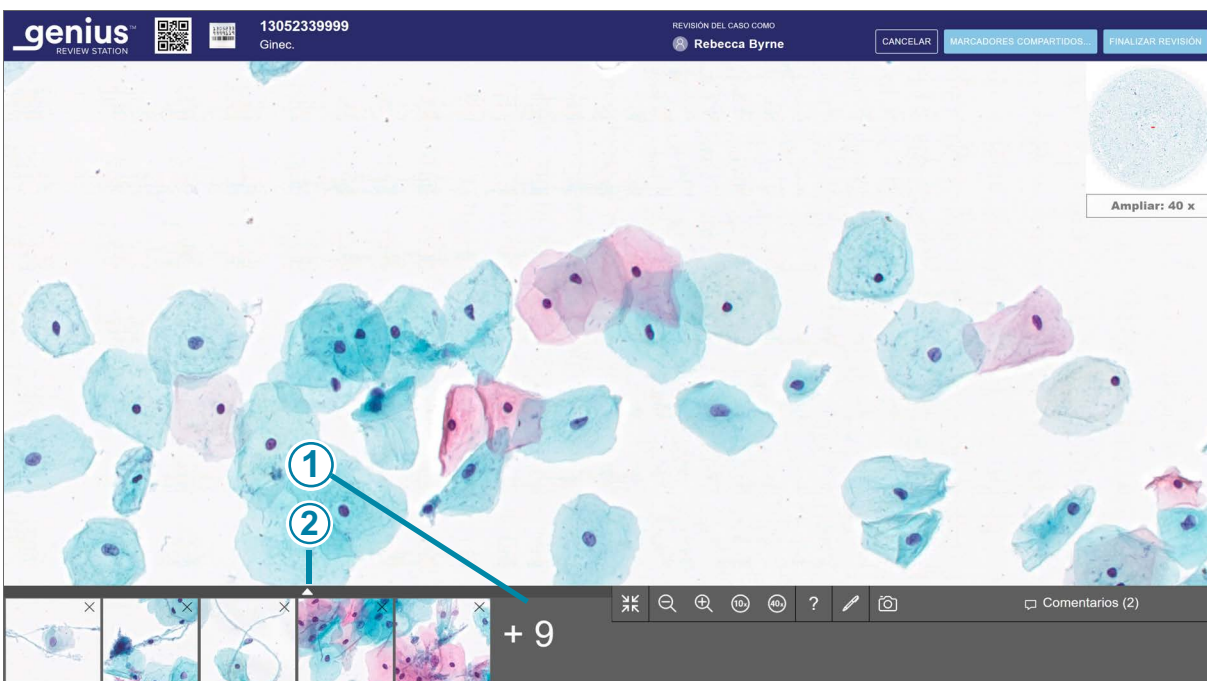 genius™
REVIEW STATION
13052339999
Ginec.
REVISIÓN DEL CASO COMO
Rebecca Byrne
CANCELAR
MARCADORES COMPARTIDOS...
FINALIZAR REVISIÓN
Ampliar: 40 x
1
2
+ 9
10x
40x
?
Comentarios (2)